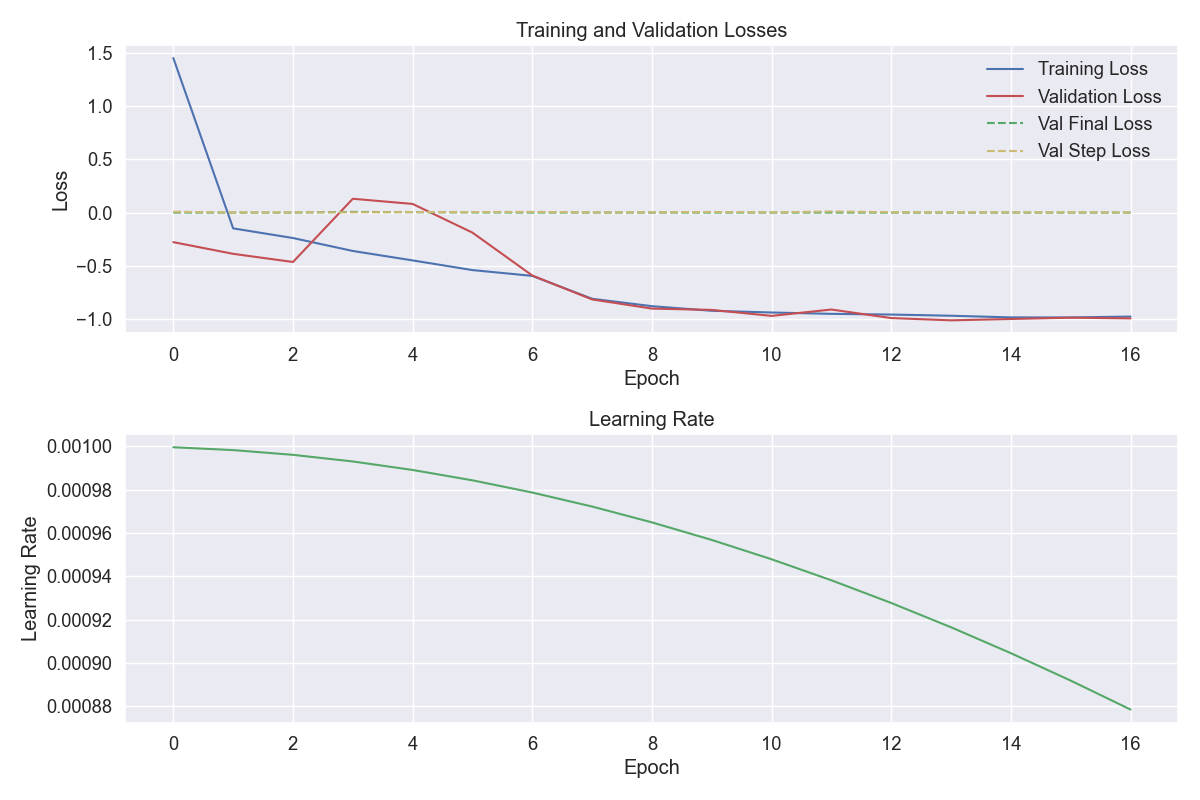 Training and Validation Losses
1.5
1.0
0.5
0.0
−0.5
−1.0
Loss
Training Loss
Validation Loss
Val Final Loss
Val Step Loss
0 2 4 6 8 10 12 14 16
Epoch
Learning Rate
0.00100
0.00098
0.00096
0.00094
0.00092
0.00090
0.00088
Learning Rate
0 2 4 6 8 10 12 14 16
Epoch